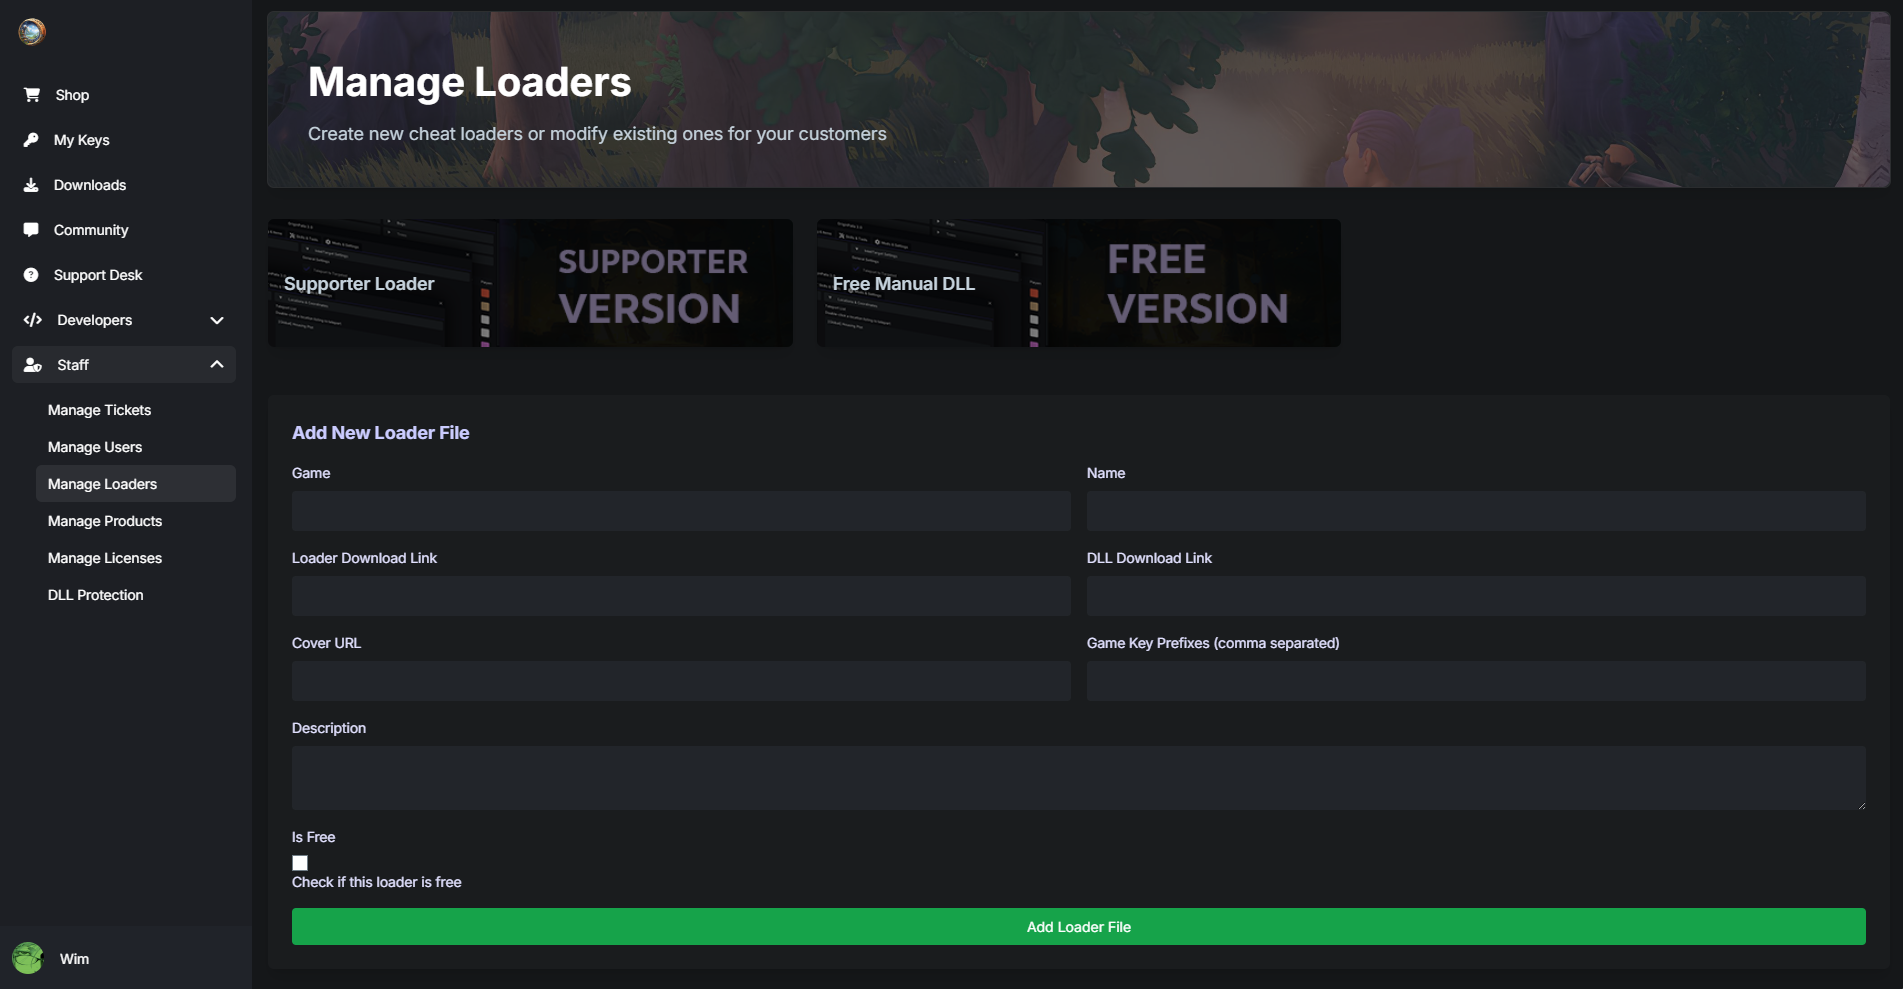 Shop
My Keys
Downloads
Community
Support Desk
Developers
Staff
Manage Tickets
Manage Users
Manage Loaders
Manage Products
Manage Licenses
DLL Protection
Wim
Manage Loaders
Create new cheat loaders or modify existing ones for your customers
Supporter Loader
SUPPORTER
VERSION
Free Manual DLL
FREE
VERSION
Add New Loader File
Game
Name
Loader Download Link
DLL Download Link
Cover URL
Game Key Prefixes (comma separated)
Description
Is Free
Check if this loader is free
Add Loader File